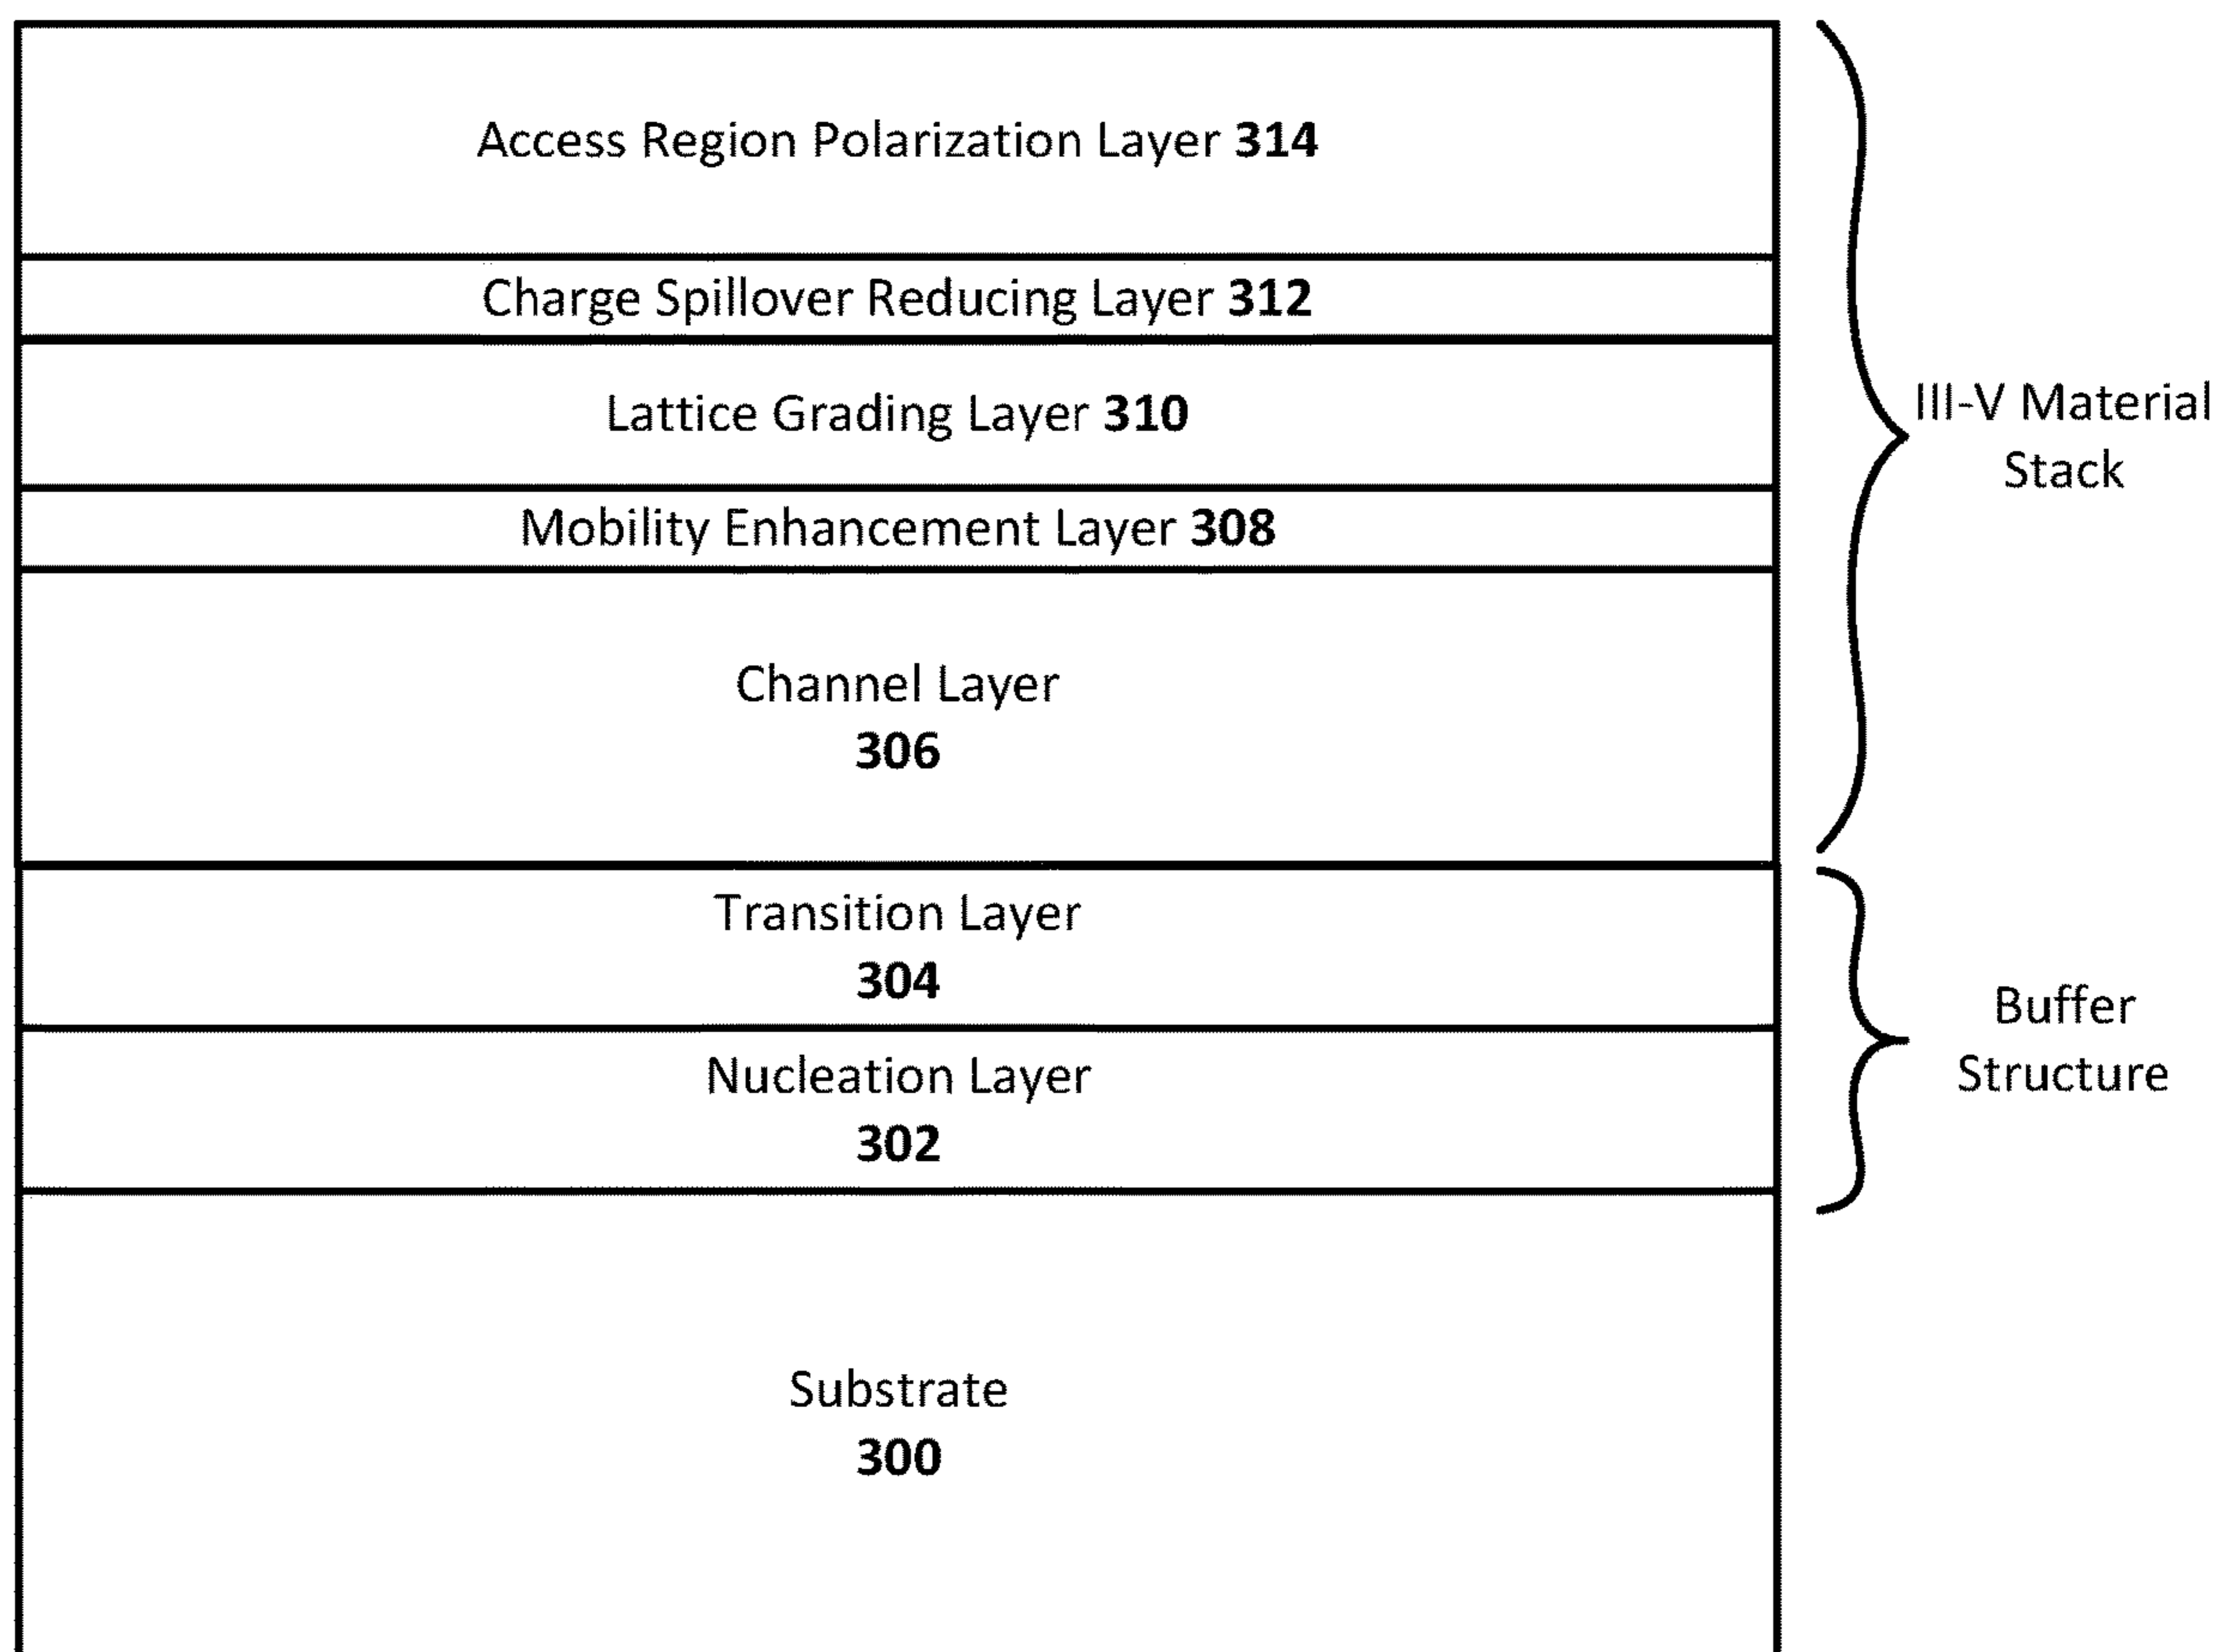 Access Region Polarization Layer 314
Charge Spillover Reducing Layer 312
Lattice Grading Layer 310
Mobility Enhancement Layer 308
Channel Layer
306
III-V Material
Stack
Transition Layer
304
Nucleation Layer
302
Buffer
Structure
Substrate
300